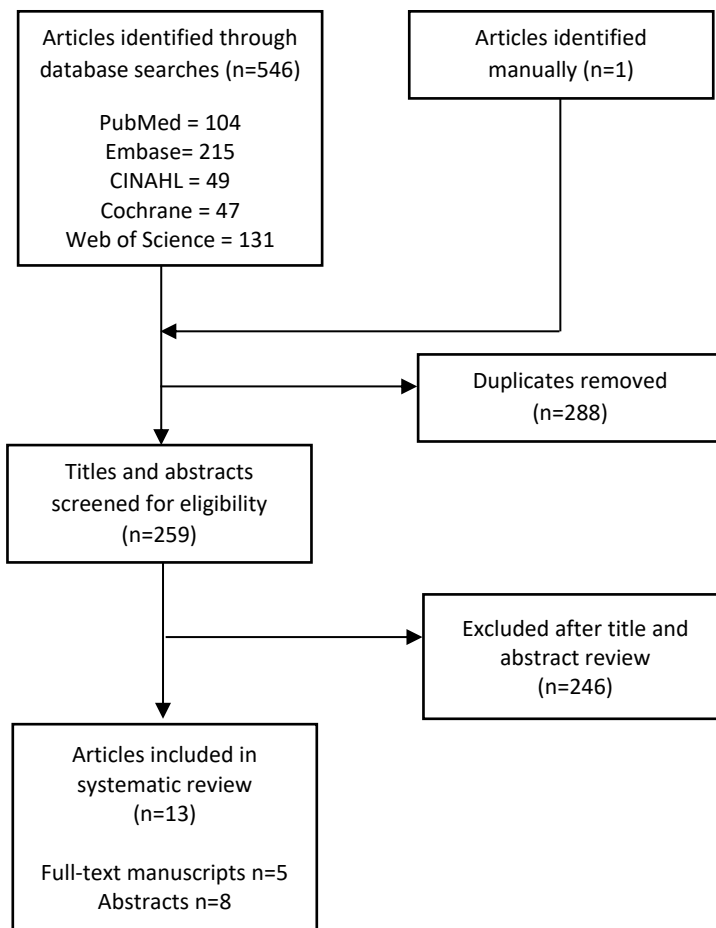 Articles identified through
database searches (n=546)
PubMed = 104
Embase= 215
CINAHL = 49
Cochrane = 47
Web of Science = 131
Articles identified
manually (n=1)
Duplicates removed
(n=288)
Titles and abstracts
screened for eligibility
(n=259)
Excluded after title and
abstract review
(n=246)
Articles included in
systematic review
(n=13)
Full-text manuscripts n=5
Abstracts n=8